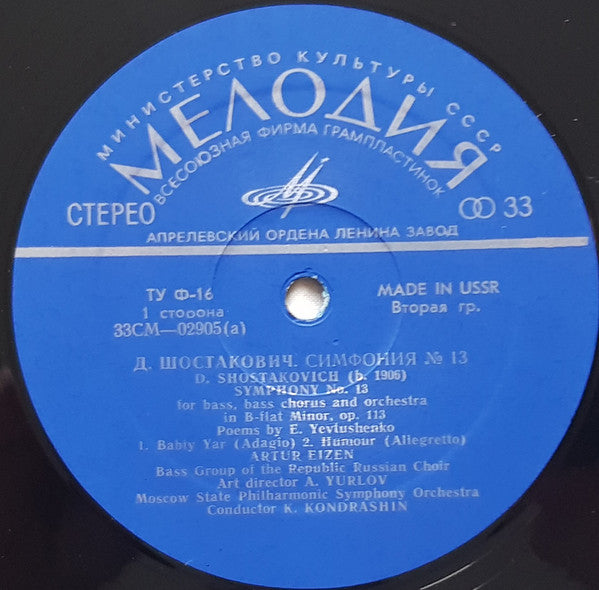 МИНИСТЕРСТВО КУЛЬТУРЫ СССР
МЕЛОДИЯ
ВСЕСОЮЗНАЯ ФИРМА ГРАМПЛАСТИНОК
СТЕРЕО
33
АПРЕЛЕВСКИЙ ОРДЕНА ЛЕНИНА ЗАВОД
ТУ Ф-16
MADE IN USSR
1 сторона
Вторая гр.
33СМ—02905(а)
Д. ШОСТАКОВИЧ. СИМФОНИЯ № 13
D. SHOSTAKOVICH (b. 1906)
SYMPHONY No. 13
for bass, bass chorus and orchestra
in B-flat Minor, op. 113
Poems by E. Yevtushenko
1. Babiy Yar (Adagio) 2. Humour (Allegretto)
ARTUR EIZEN
Bass Group of the Republic Russian Choir
Art director A. YURLOV
Moscow State Philharmonic Symphony Orchestra
Conductor K. KONDRASHIN